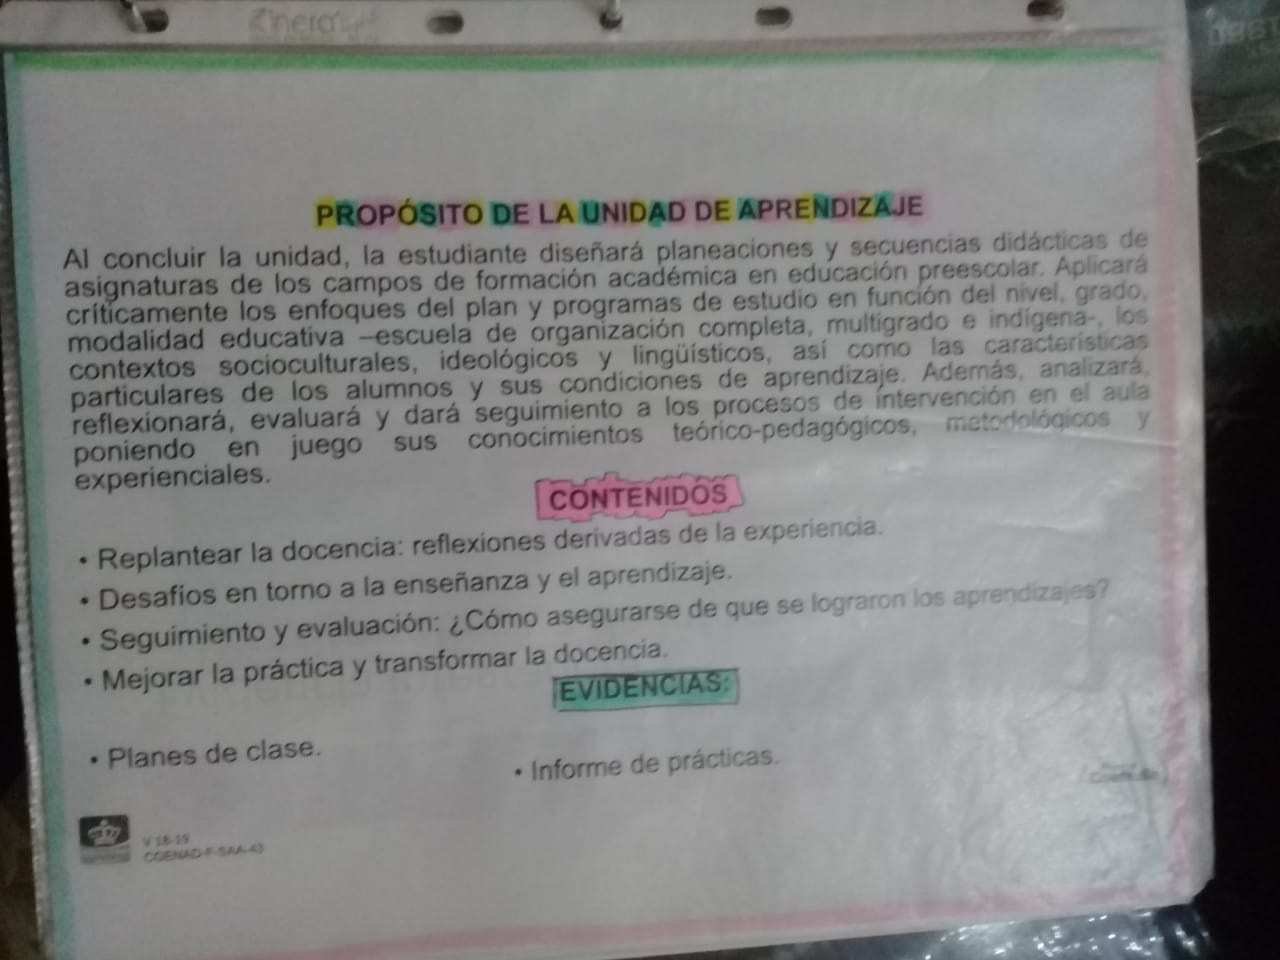 PROPÓSITO DE LA UNIDAD DE APRENDIZAJE
Al concluir la unidad, la estudiante diseñará planeaciones y secuencias didácticas de
asignaturas de los campos de formación académica en educación preescolar. Aplicará
críticamente los enfoques del plan y programas de estudio en función del nivel, grado,
modalidad educativa –escuela de organización completa, multigrado e indígena-, los
contextos socioculturales, ideológicos y lingüísticos, así como las características
particulares de los alumnos y sus condiciones de aprendizaje. Además, analizará,
reflexionará, evaluará y dará seguimiento a los procesos de intervención en el aula
poniendo en juego sus conocimientos teórico-pedagógicos, metodológicos y
experienciales.
CONTENIDOS
• Replantear la docencia: reflexiones derivadas de la experiencia.
• Desafíos en torno a la enseñanza y el aprendizaje.
• Seguimiento y evaluación: ¿Cómo asegurarse de que se lograron los aprendizajes?
• Mejorar la práctica y transformar la docencia.
EVIDENCIAS:
• Planes de clase.
• Informe de prácticas.
V 18-19
CGENAD-F-SAA-43